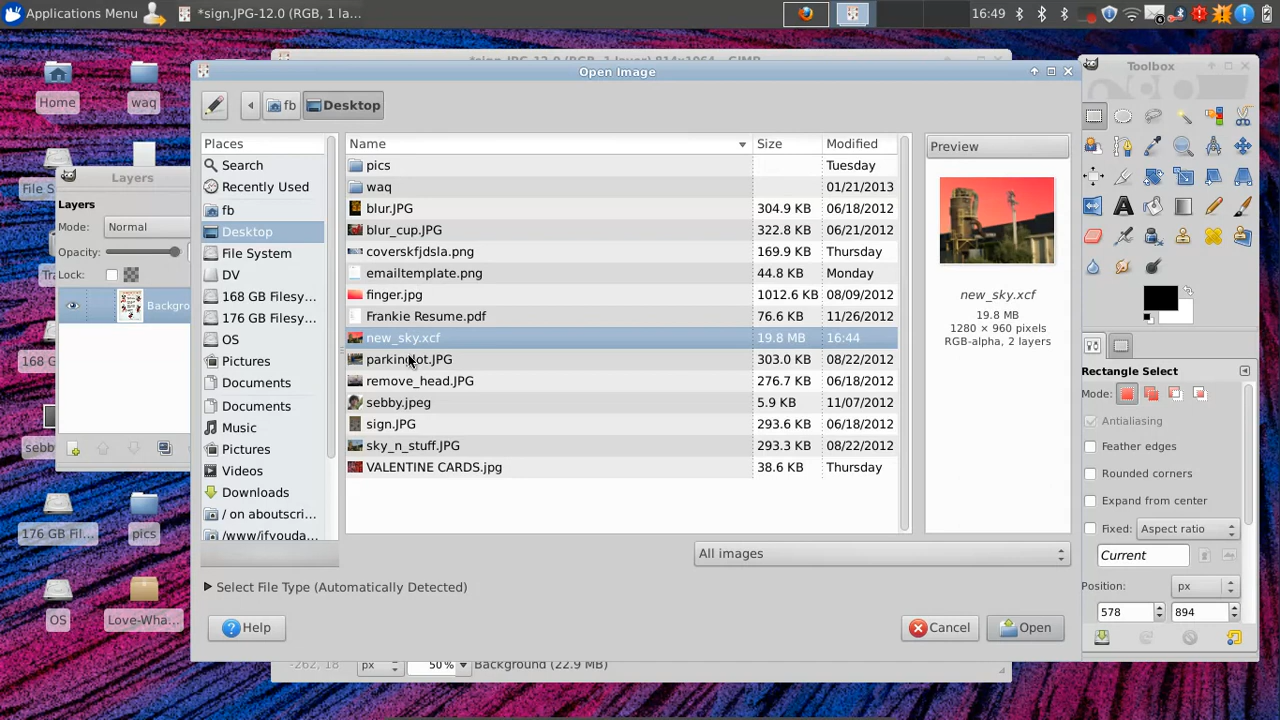 Applications Menu
*sign.JPG-12.0 (RGB, 1 la...
16:49
Home
waq
File S
Layers
Layers
Mode: Normal
Opacity:
Lock:
Backgro
168 G
sebb
176 GB Fil...
pics
OS
Love-Wha...
Open Image
fb
Desktop
Places
Search
Recently Used
fb
Desktop
File System
DV
168 GB Filesy...
176 GB Filesy...
OS
Pictures
Documents
Documents
Music
Pictures
Videos
Downloads
/ on aboutscri...
/www/ifyouda...
Name Size Modified
pics Tuesday
waq 01/21/2013
blur.JPG 304.9 KB 06/18/2012
blur_cup.JPG 322.8 KB 06/21/2012
coverskfjdsla.png 169.9 KB Thursday
emailtemplate.png 44.8 KB Monday
finger.jpg 1012.6 KB 08/09/2012
Frankie Resume.pdf 76.6 KB 11/26/2012
new_sky.xcf 19.8 MB 16:44
303.0 KB 08/22/2012
remove_head.JPG 276.7 KB 06/18/2012
sebby.jpeg 5.9 KB 11/07/2012
sign.JPG 293.6 KB 06/18/2012
sky_n_stuff.JPG 293.3 KB 08/22/2012
VALENTINE CARDS.jpg 38.6 KB Thursday
Preview
new_sky.xcf
19.8 MB
1280 × 960 pixels
RGB-alpha, 2 layers
All images
Select File Type (Automatically Detected)
Help
Cancel
Open
-262, 18 px 50% Background (22.9 MB)
Toolbox
Rectangle Select
Mode:
Antialiasing
Feather edges
Rounded corners
Expand from center
Fixed: Aspect ratio
Current
Position: px
578 894